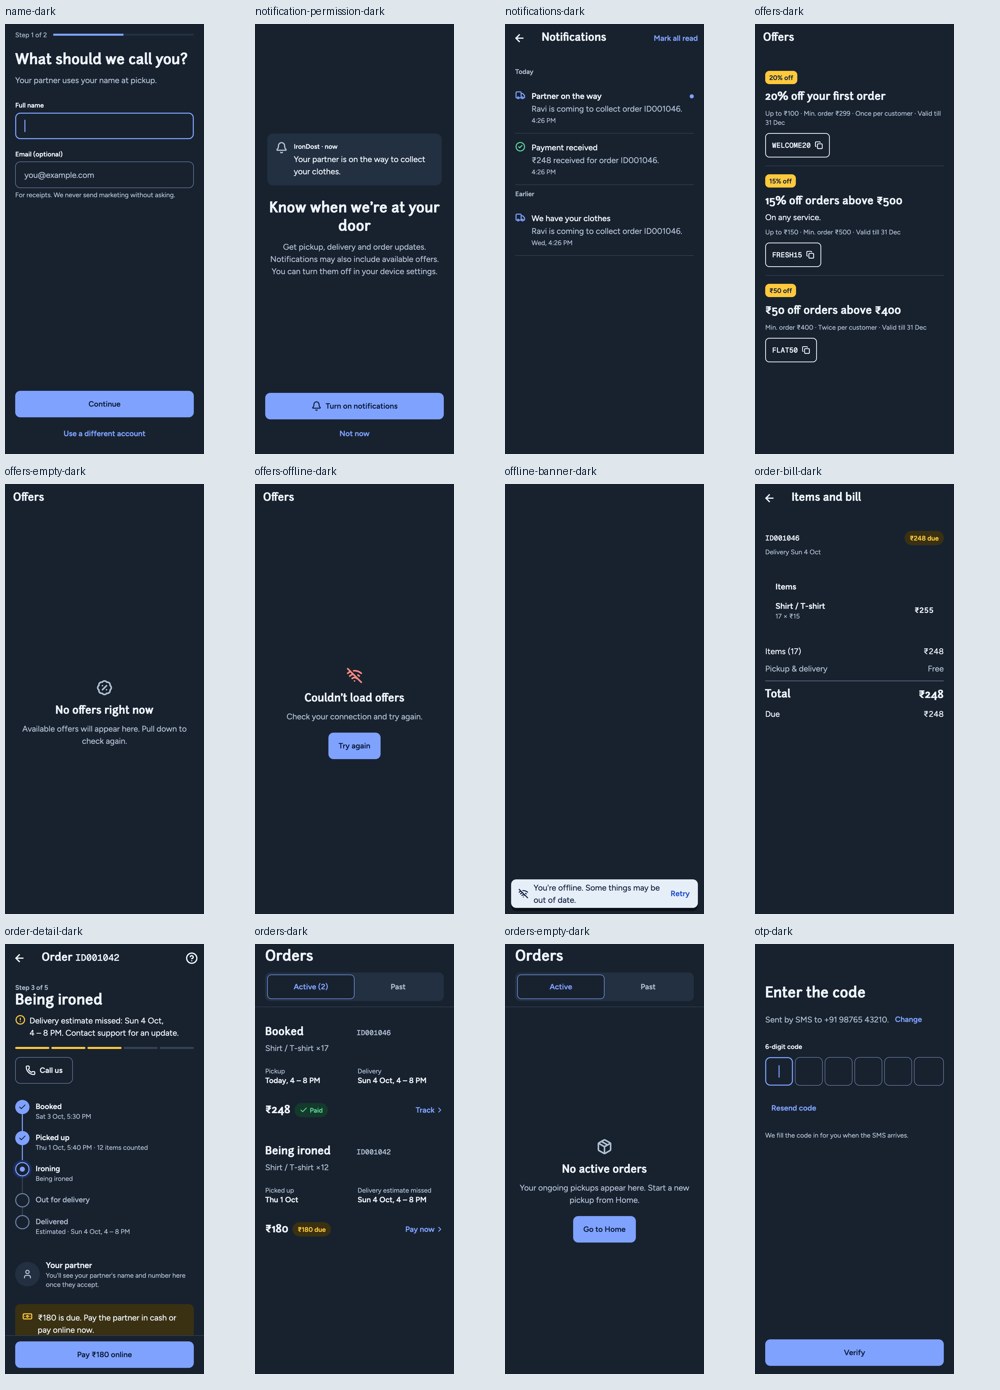 name-dark
Step 1 of 2
What should we call you?
Your partner uses your name at pickup.
Full name
Email (optional)
you@example.com
For receipts. We never send marketing without asking.
Continue
Use a different account
notification-permission-dark
IronDost · now
Your partner is on the way to collect
your clothes.
Know when we're at your
door
Get pickup, delivery and order updates.
Notifications may also include available offers.
You can turn them off in your device settings.
Turn on notifications
Not now
notifications-dark
Notifications
Mark all read
Today
Partner on the way
Ravi is coming to collect order ID001046.
4:26 PM
Payment received
₹248 received for order ID001046.
4:26 PM
Earlier
We have your clothes
Ravi is coming to collect order ID001046.
Wed, 4:26 PM
offers-dark
Offers
20% off
20% off your first order
Up to ₹100 · Min. order ₹299 · Once per customer · Valid till
31 Dec
WELCOME20
15% off
15% off orders above ₹500
On any service.
Up to ₹150 · Min. order ₹500 · Valid till 31 Dec
FRESH15
₹50 off
₹50 off orders above ₹400
Min. order ₹400 · Twice per customer · Valid till 31 Dec
FLAT50
offers-empty-dark
Offers
No offers right now
Available offers will appear here. Pull down to
check again.
offers-offline-dark
Offers
Couldn't load offers
Check your connection and try again.
Try again
offline-banner-dark
You're offline. Some things may be
out of date.
Retry
order-bill-dark
Items and bill
ID001046
₹248 due
Delivery Sun 4 Oct
Items
Shirt / T-shirt
17 × ₹15
₹255
Items (17)
₹248
Pickup & delivery
Free
Total
₹248
Due
₹248
order-detail-dark
Order ID001042
Step 3 of 5
Being ironed
Delivery estimate missed: Sun 4 Oct,
4 – 8 PM. Contact support for an update.
Call us
Booked
Sat 3 Oct, 5:30 PM
Picked up
Thu 1 Oct, 5:40 PM · 12 items counted
Ironing
Being ironed
Out for delivery
Delivered
Estimated · Sun 4 Oct, 4 – 8 PM
Your partner
You'll see your partner's name and number here
once they accept.
₹180 is due. Pay the partner in cash or
pay online now.
Pay ₹180 online
orders-dark
Orders
Active (2)
Past
Booked
ID001046
Shirt / T-shirt ×17
Pickup
Delivery
Today, 4 – 8 PM
Sun 4 Oct, 4 – 8 PM
₹248
Paid
Track
Being ironed
ID001042
Shirt / T-shirt ×12
Picked up
Delivery estimate missed
Thu 1 Oct
Sun 4 Oct, 4 – 8 PM
₹180
₹180 due
Pay now
orders-empty-dark
Orders
Active
Past
No active orders
Your ongoing pickups appear here. Start a new
pickup from Home.
Go to Home
otp-dark
Enter the code
Sent by SMS to +91 98765 43210.
Change
6-digit code
Resend code
We fill the code in for you when the SMS arrives.
Verify